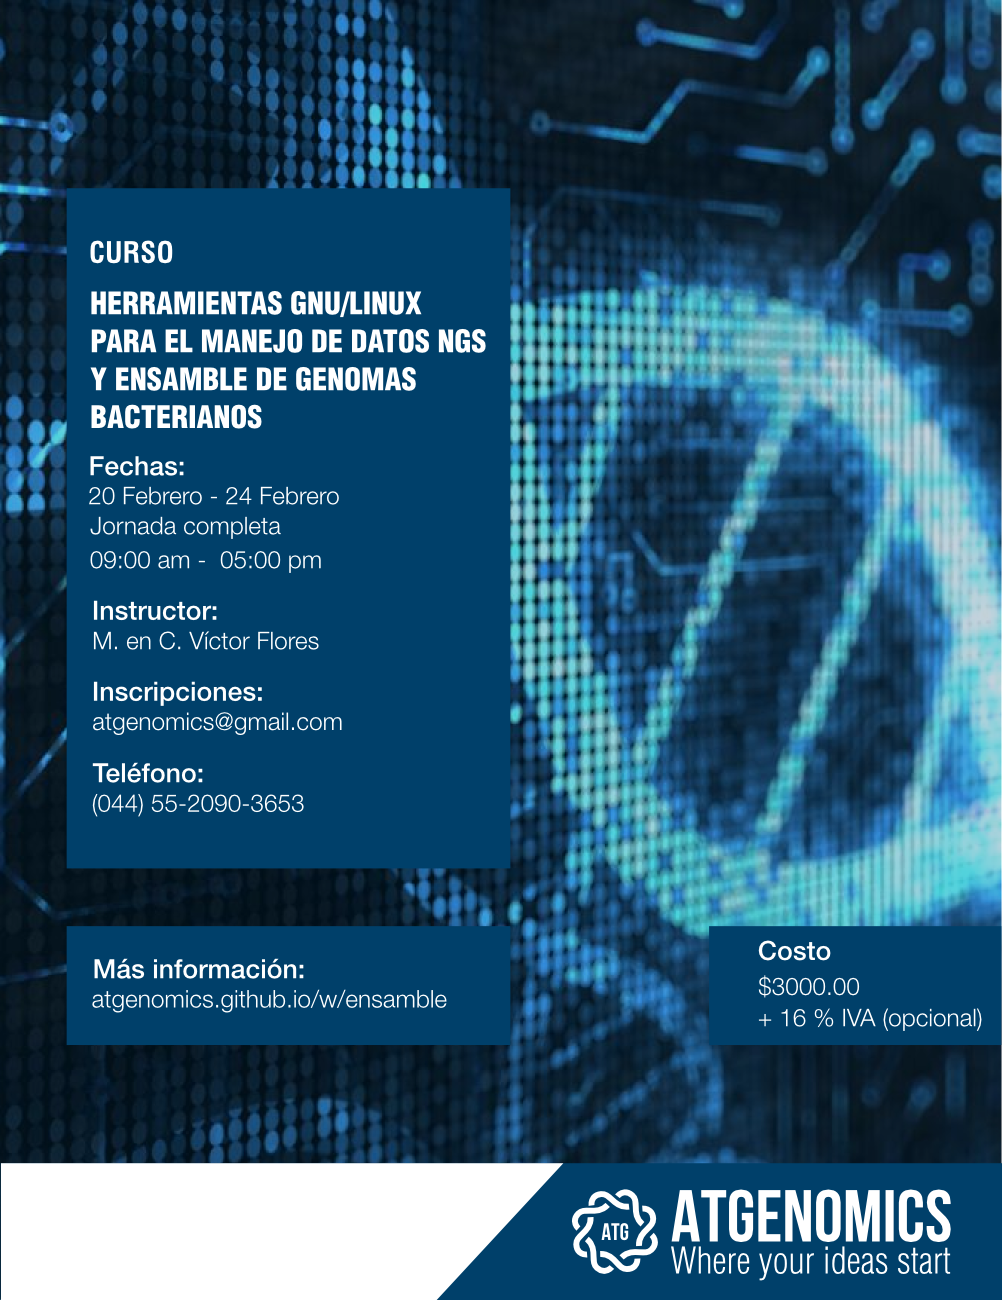 CURSO
HERRAMIENTAS GNU/LINUX
PARA EL MANEJO DE DATOS NGS
Y ENSAMBLE DE GENOMAS
BACTERIANOS
Fechas:
20 Febrero - 24 Febrero
Jornada completa
09:00 am - 05:00 pm
Instructor:
M. en C. Víctor Flores
Inscripciones:
atgenomics@gmail.com
Teléfono:
(044) 55-2090-3653
Más información:
atgenomics.github.io/w/ensamble
Costo
$3000.00
+ 16 % IVA (opcional)
ATG
ATGENOMICS
Where your ideas start